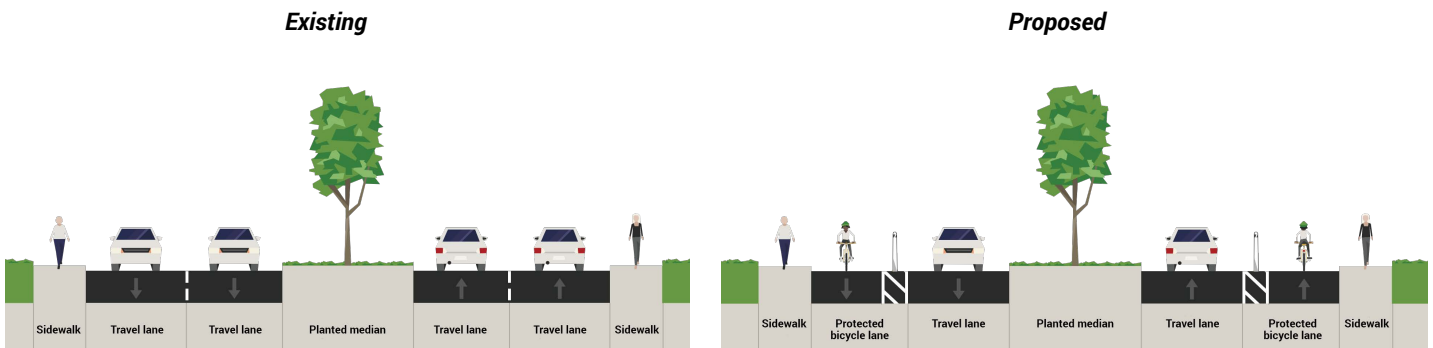 Existing
Proposed
Sidewalk
Travel lane
Travel lane
Planted median
Travel lane
Travel lane
Sidewalk
Sidewalk
Protected
bicycle lane
Travel lane
Planted median
Travel lane
Protected
bicycle lane
Sidewalk